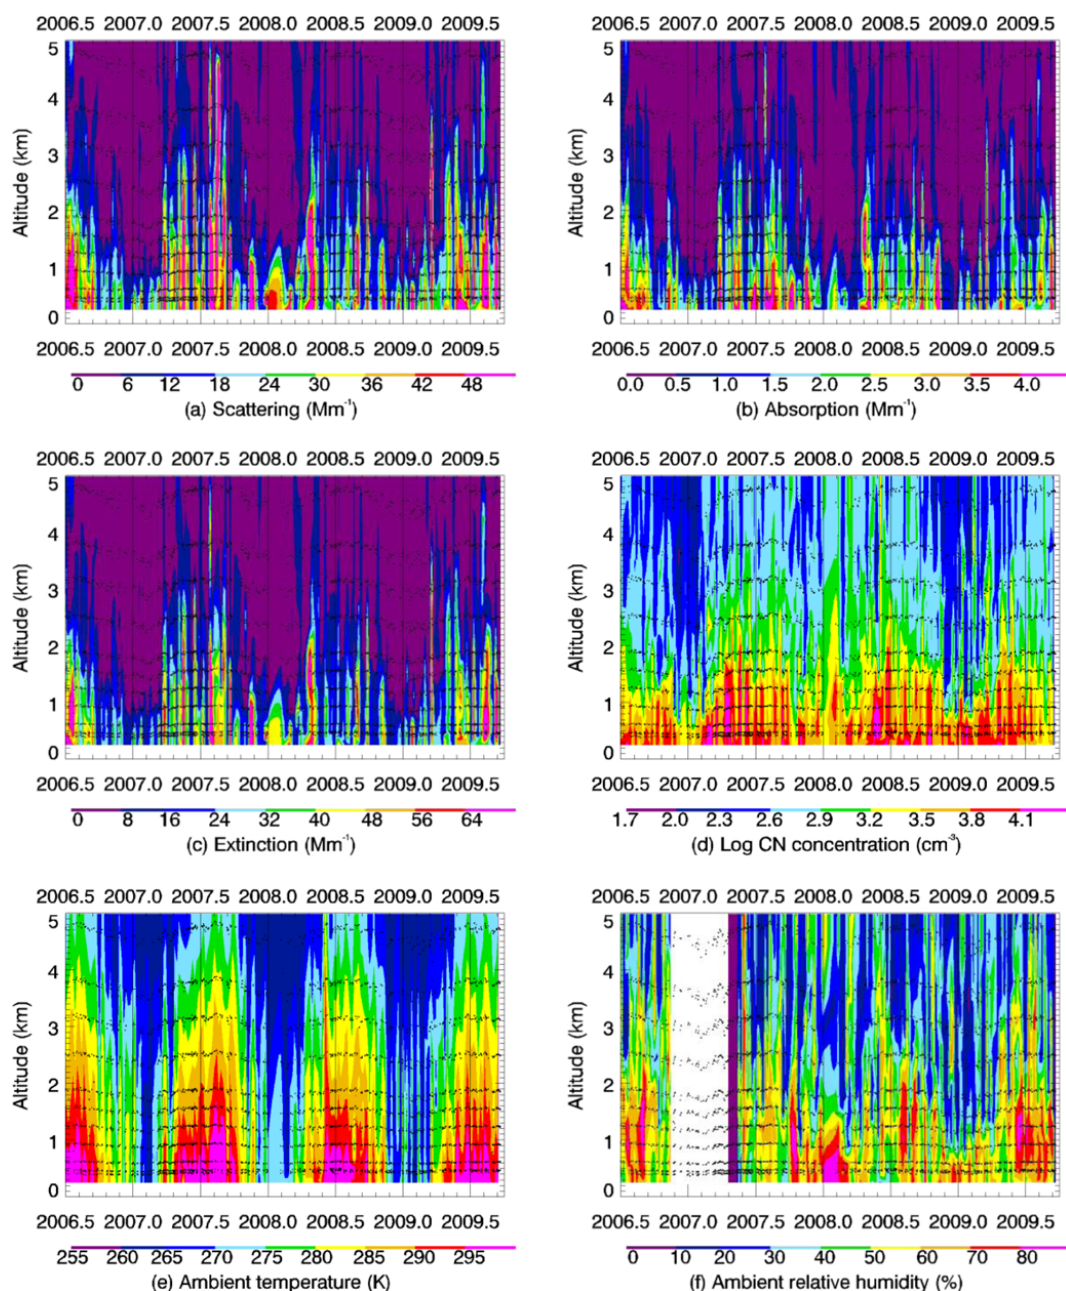 2006.5 2007.0 2007.5 2008.0 2008.5 2009.0 2009.5
5
4
3
2
1
0
Altitude (km)
2006.5 2007.0 2007.5 2008.0 2008.5 2009.0 2009.5
0 6 12 18 24 30 36 42 48
(a) Scattering (Mm⁻¹)
2006.5 2007.0 2007.5 2008.0 2008.5 2009.0 2009.5
5
4
3
2
1
0
Altitude (km)
2006.5 2007.0 2007.5 2008.0 2008.5 2009.0 2009.5
0.0 0.5 1.0 1.5 2.0 2.5 3.0 3.5 4.0
(b) Absorption (Mm⁻¹)
2006.5 2007.0 2007.5 2008.0 2008.5 2009.0 2009.5
5
4
3
2
1
0
Altitude (km)
2006.5 2007.0 2007.5 2008.0 2008.5 2009.0 2009.5
0 8 16 24 32 40 48 56 64
(c) Extinction (Mm⁻¹)
2006.5 2007.0 2007.5 2008.0 2008.5 2009.0 2009.5
5
4
3
2
1
0
Altitude (km)
2006.5 2007.0 2007.5 2008.0 2008.5 2009.0 2009.5
1.7 2.0 2.3 2.6 2.9 3.2 3.5 3.8 4.1
(d) Log CN concentration (cm⁻³)
2006.5 2007.0 2007.5 2008.0 2008.5 2009.0 2009.5
5
4
3
2
1
0
Altitude (km)
2006.5 2007.0 2007.5 2008.0 2008.5 2009.0 2009.5
255 260 265 270 275 280 285 290 295
(e) Ambient temperature (K)
2006.5 2007.0 2007.5 2008.0 2008.5 2009.0 2009.5
5
4
3
2
1
0
Altitude (km)
2006.5 2007.0 2007.5 2008.0 2008.5 2009.0 2009.5
0 10 20 30 40 50 60 70 80
(f) Ambient relative humidity (%)